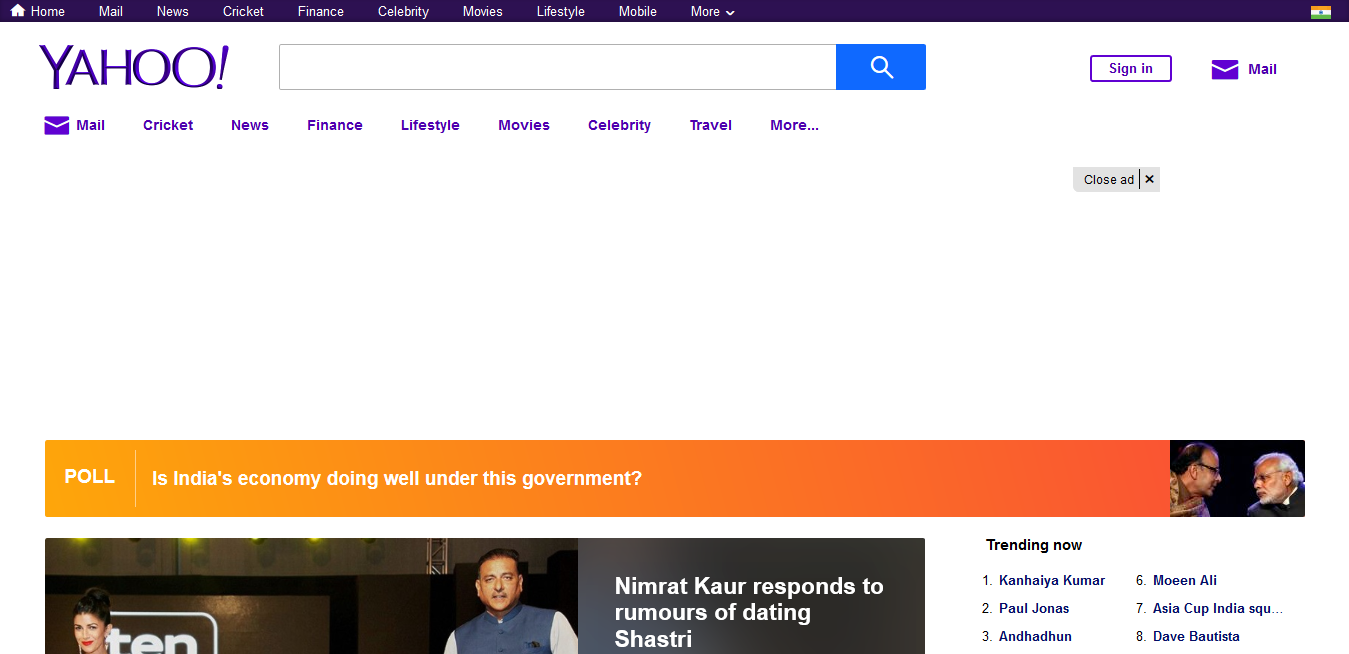 Home Mail News Cricket Finance Celebrity Movies Lifestyle Mobile More
YAHOO!
Sign in
Mail
Mail Cricket News Finance Lifestyle Movies Celebrity Travel More...
Close ad ✕
POLL
Is India's economy doing well under this government?
ten
Nimrat Kaur responds to
rumours of dating
Shastri
Trending now
1. Kanhaiya Kumar
2. Paul Jonas
3. Andhadhun
6. Moeen Ali
7. Asia Cup India squ...
8. Dave Bautista